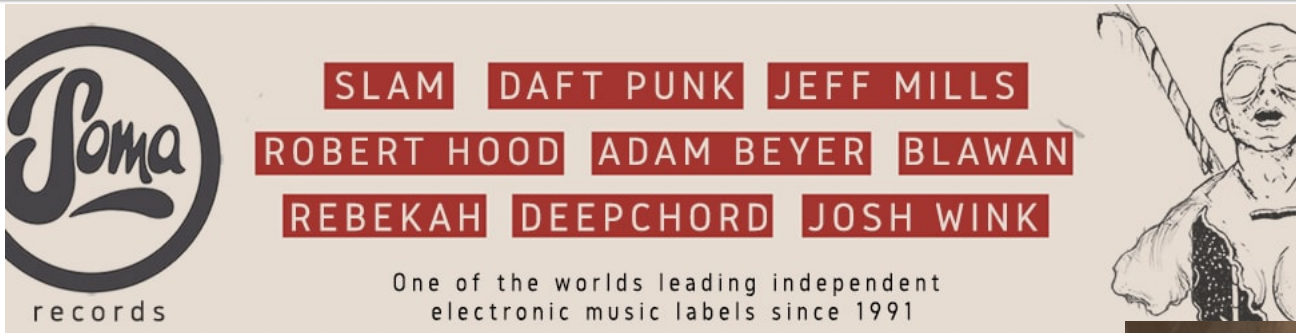 Soma
records
SLAM DAFT PUNK JEFF MILLS
ROBERT HOOD ADAM BEYER BLAWAN
REBEKAH DEEPCHORD JOSH WINK
One of the worlds leading independent
electronic music labels since 1991